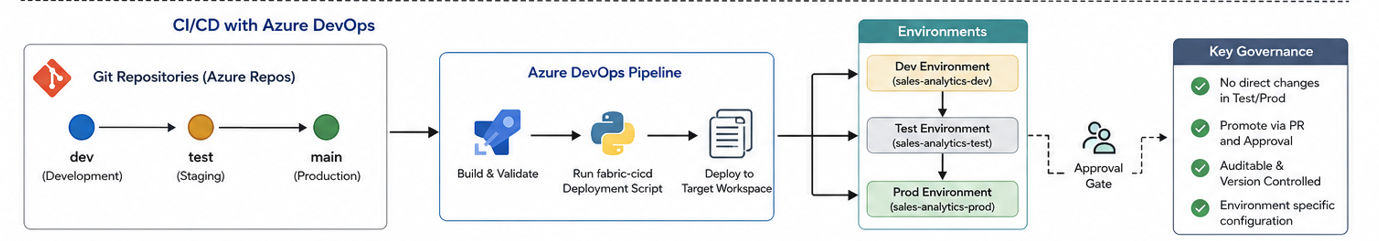 CI/CD with Azure DevOps
Git Repositories (Azure Repos)
dev
(Development)
test
(Staging)
main
(Production)
Azure DevOps Pipeline
Build & Validate
Run fabric-cicd
Deployment Script
Deploy to
Target Workspace
Environments
Dev Environment
(sales-analytics-dev)
Test Environment
(sales-analytics-test)
Prod Environment
(sales-analytics-prod)
Approval
Gate
Key Governance
No direct changes
in Test/Prod
Promote via PR
and Approval
Auditable &
Version Controlled
Environment specific
configuration